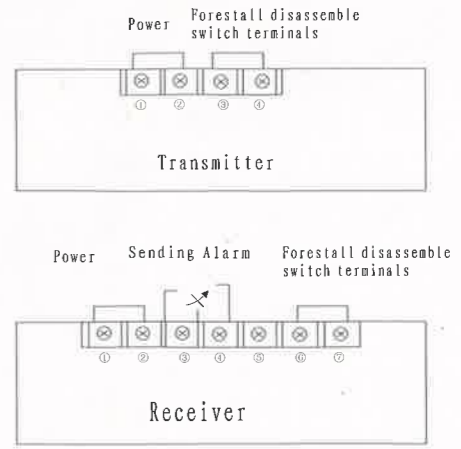 Power Forestall disassemble
switch terminals
① ② ③ ④
Transmitter
Power Sending Alarm Forestall disassemble
switch terminals
① ② ③ ④ ⑤ ⑥ ⑦
Receiver